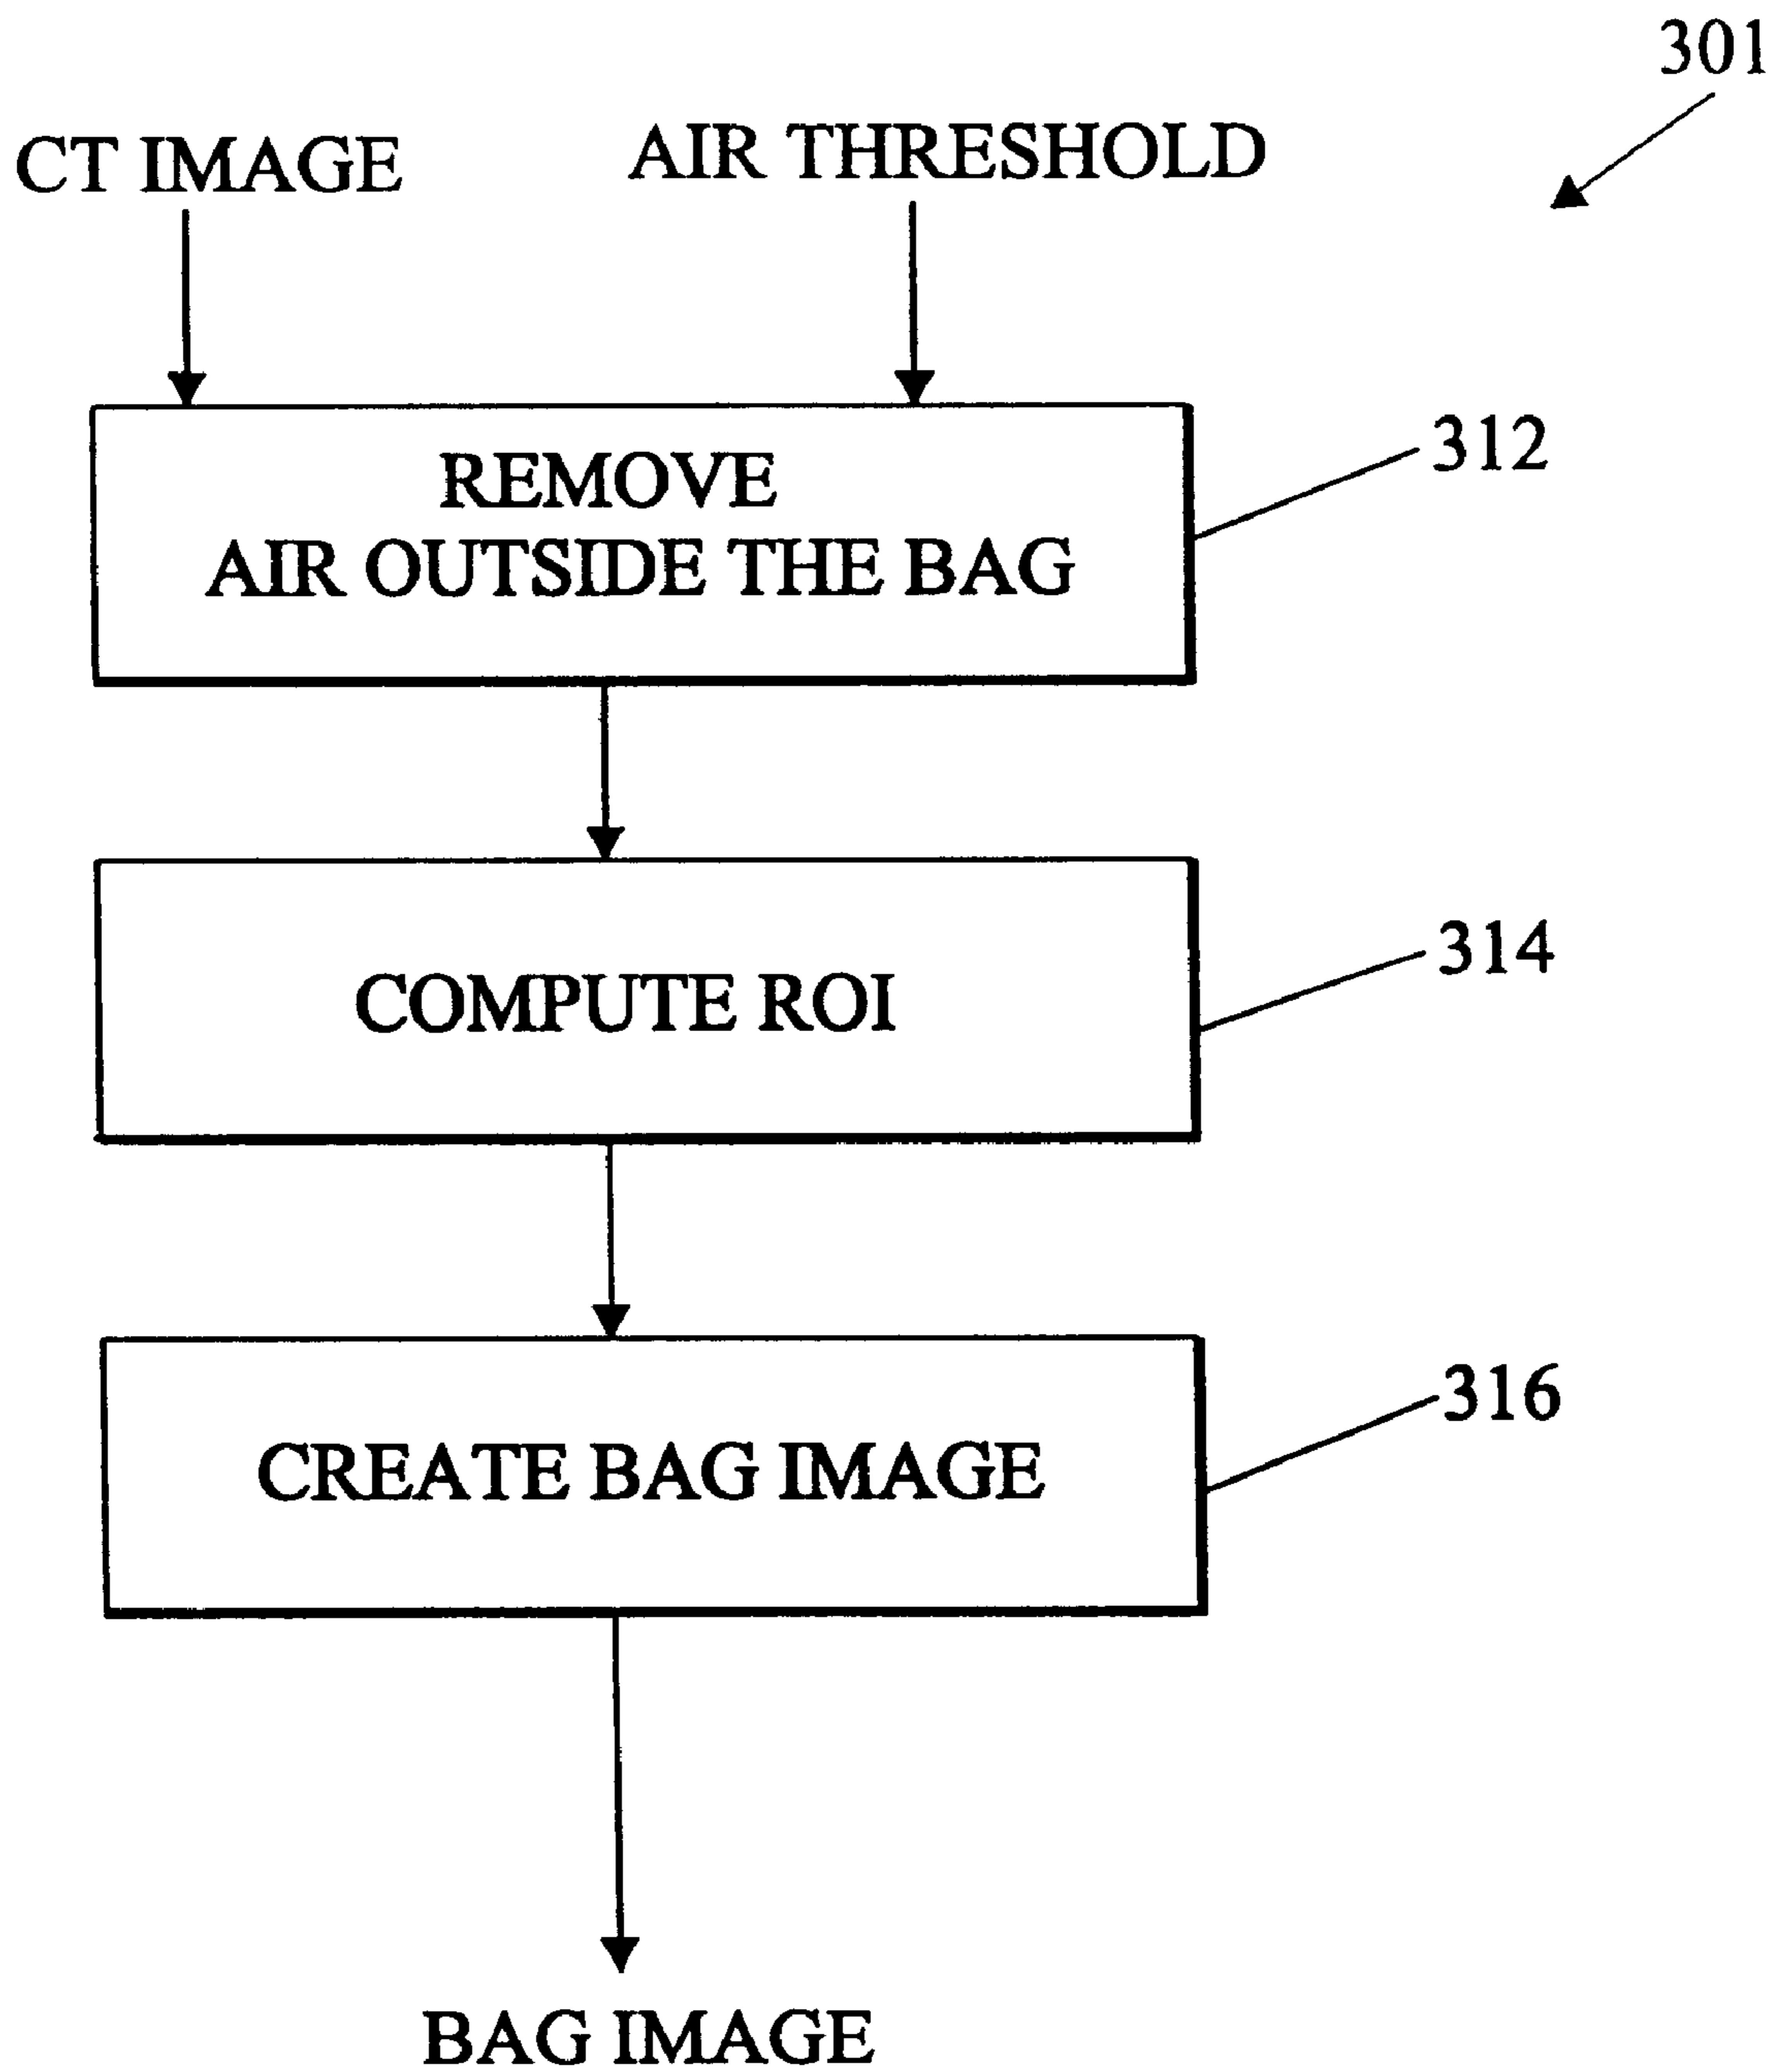 301
CT IMAGE
AIR THRESHOLD
REMOVE
AIR OUTSIDE THE BAG
312
COMPUTE ROI
314
CREATE BAG IMAGE
316
BAG IMAGE